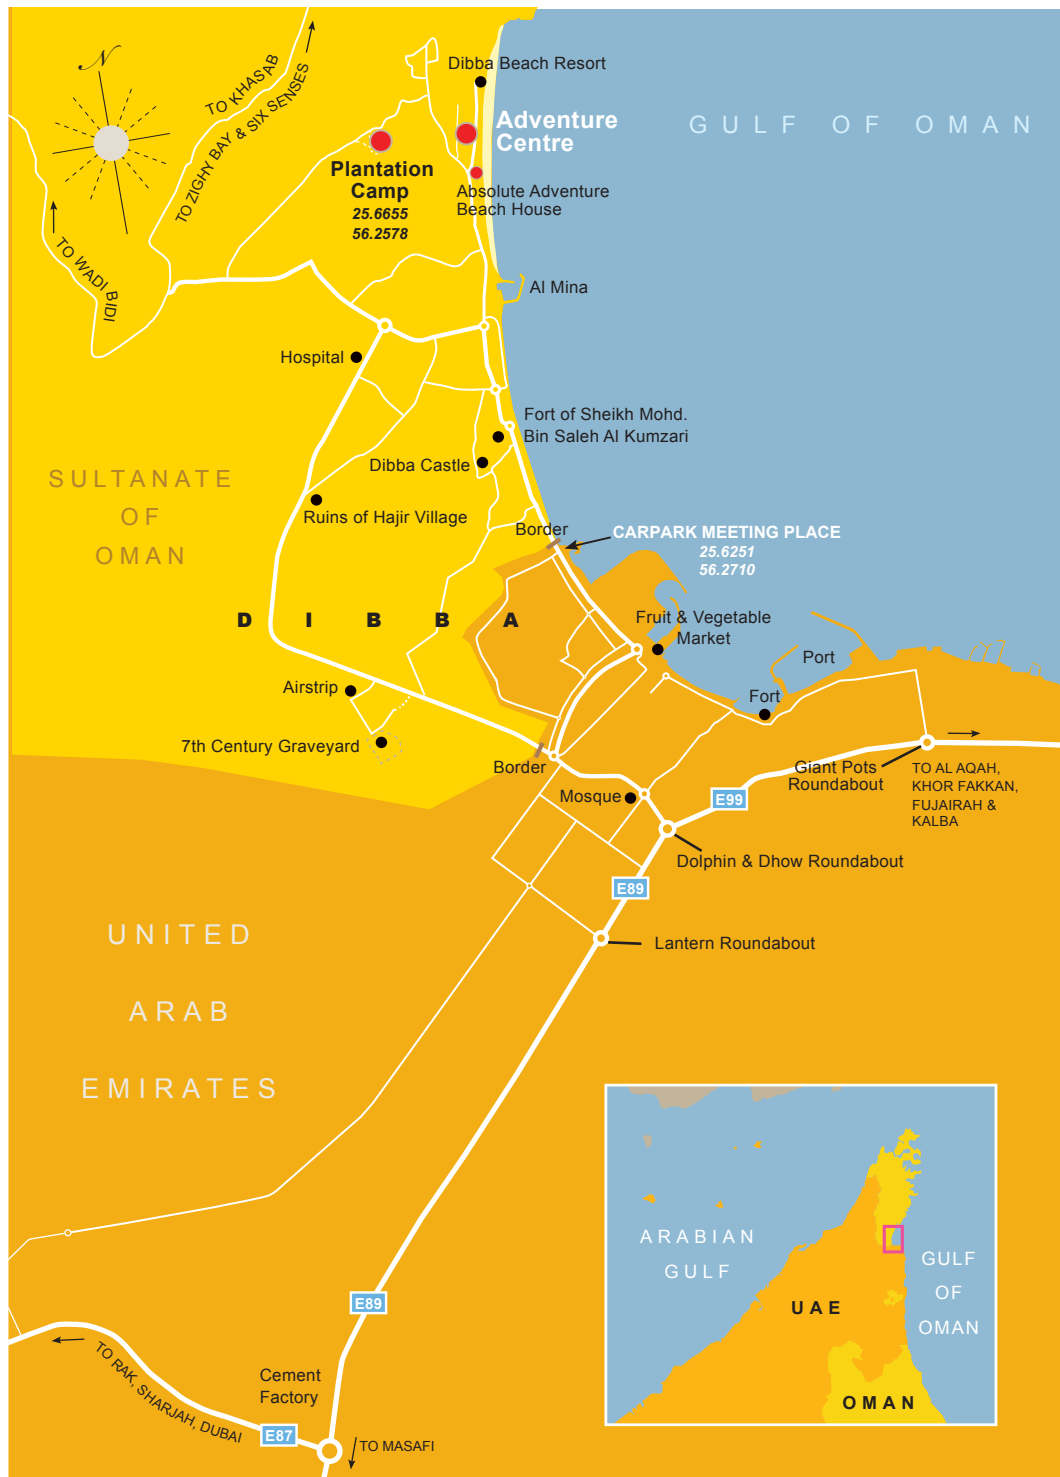 N
TO KHASAB
TO ZIGHY BAY & SIX SENSES
TO WADI BIDI
Dibba Beach Resort
Adventure
Centre
GULF OF OMAN
Plantation
Camp
25.6655
56.2578
Absolute Adventure
Beach House
Al Mina
Hospital
Fort of Sheikh Mohd.
Bin Saleh Al Kumzari
Dibba Castle
SULTANATE
OF
OMAN
Ruins of Hajir Village
Border
CARPARK MEETING PLACE
25.6251
56.2710
DIBBA
Fruit & Vegetable
Market
Port
Airstrip
Fort
7th Century Graveyard
Border
Giant Pots
Roundabout
TO AL AQAH,
KHOR FAKKAN,
FUJAIRAH &
KALBA
Mosque
E99
Dolphin & Dhow Roundabout
E89
Lantern Roundabout
UNITED
ARAB
EMIRATES
ARABIAN
GULF
GULF
OF
OMAN
UAE
OMAN
E89
TO RAK, SHARJAH, DUBAI
Cement
Factory
E87
TO MASAFI